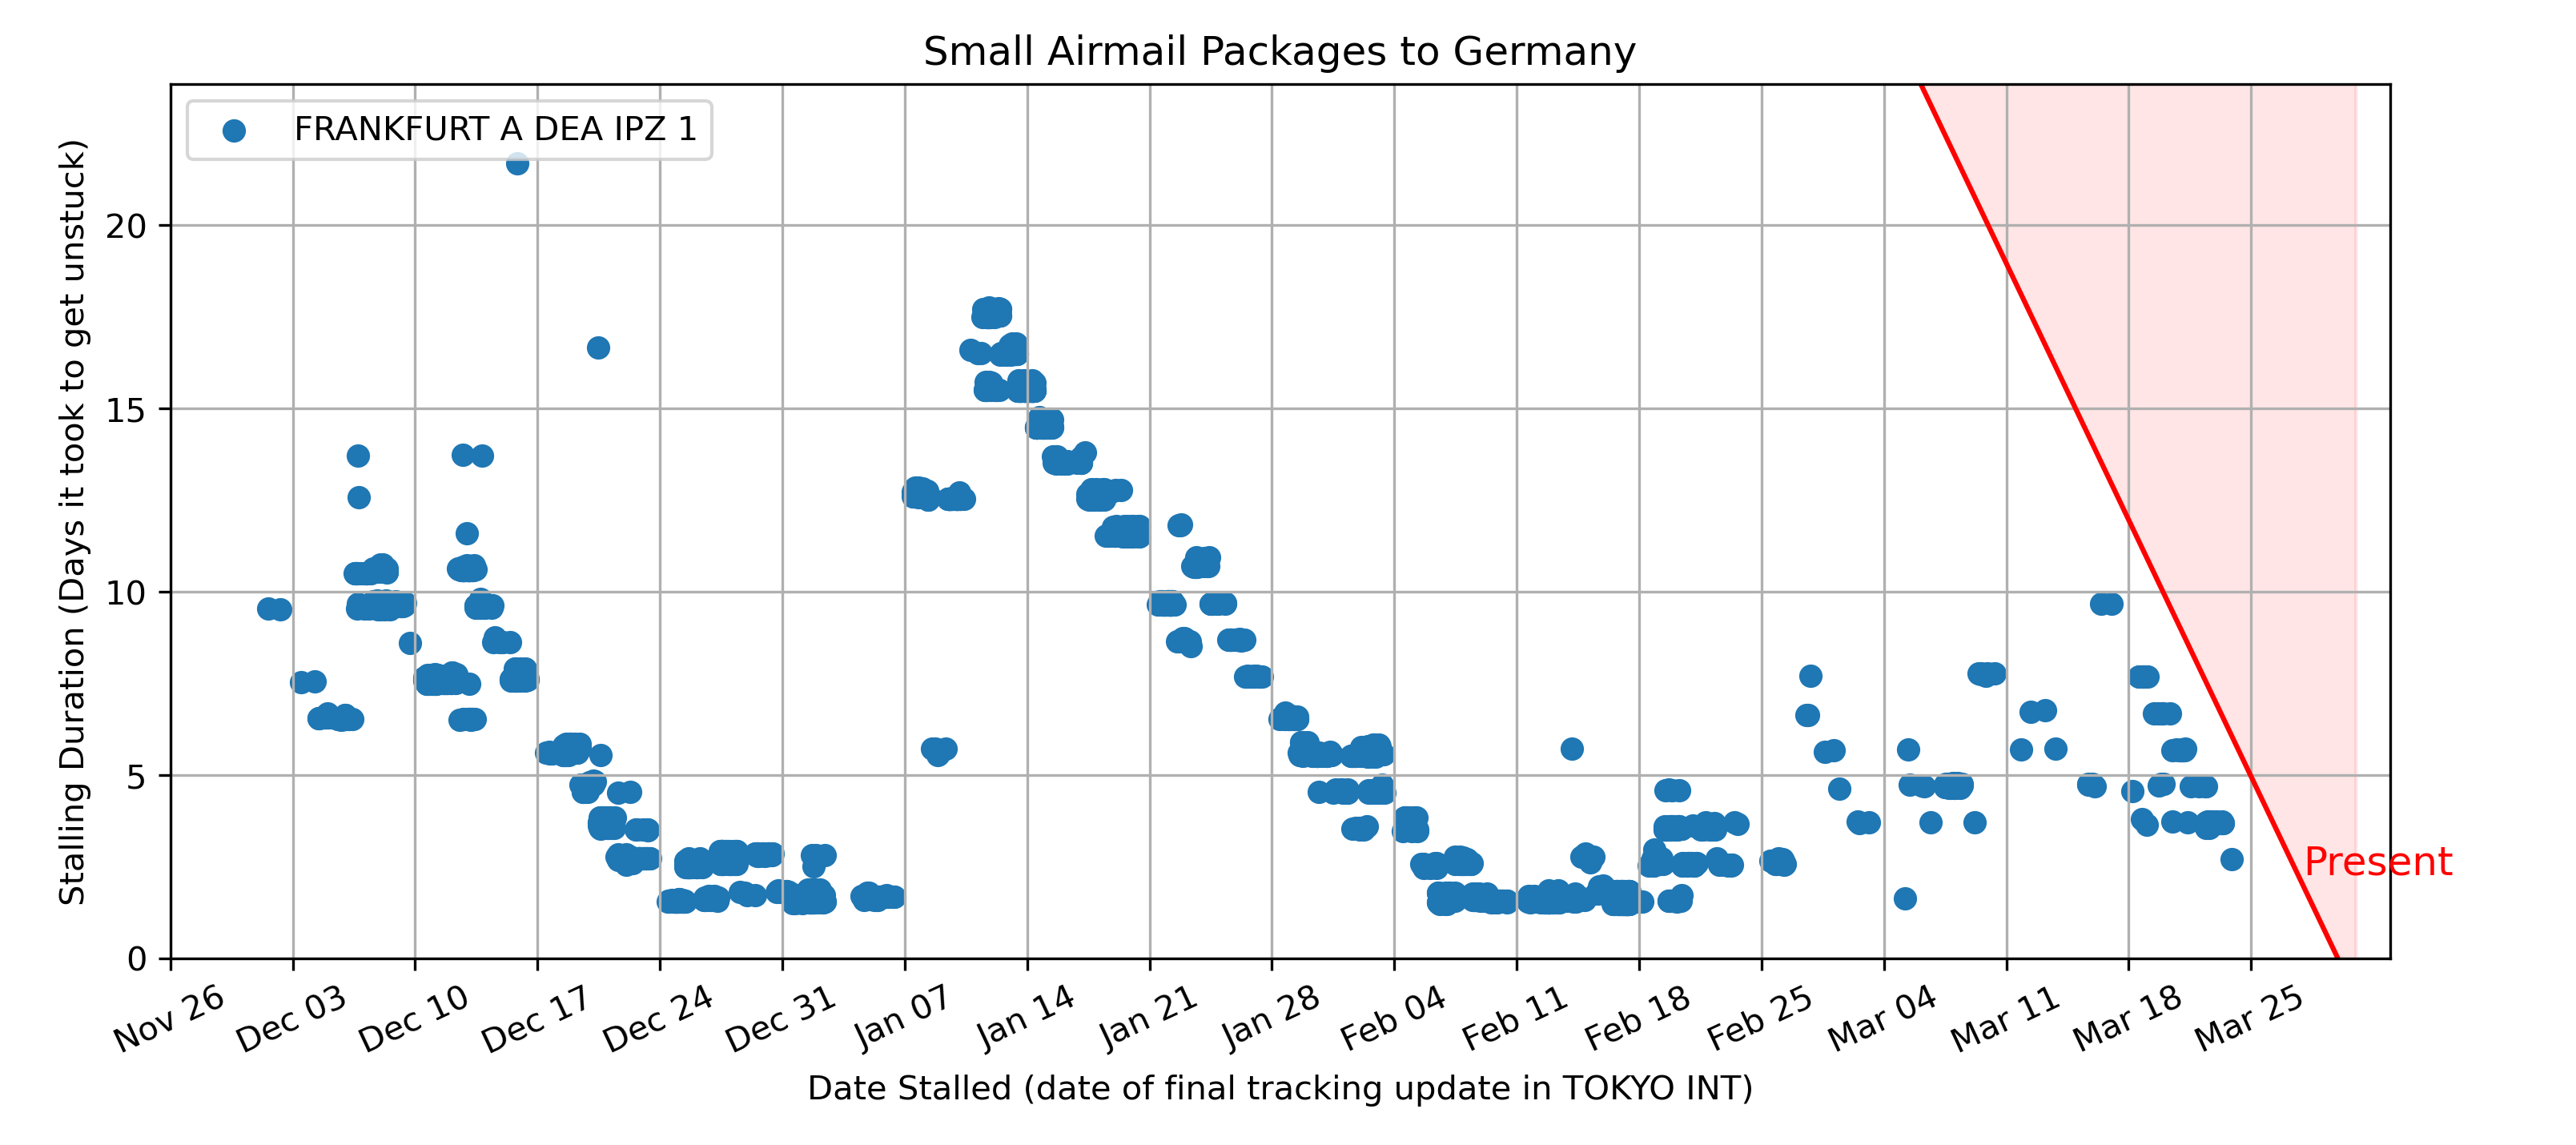 Small Airmail Packages to Germany
FRANKFURT A DEA IPZ 1
Stalling Duration (Days it took to get unstuck)
20
15
10
5
0
Present
Nov 26
Dec 03
Dec 10
Dec 17
Dec 24
Dec 31
Jan 07
Jan 14
Jan 21
Jan 28
Feb 04
Feb 11
Feb 18
Feb 25
Mar 04
Mar 11
Mar 18
Mar 25
Date Stalled (date of final tracking update in TOKYO INT)